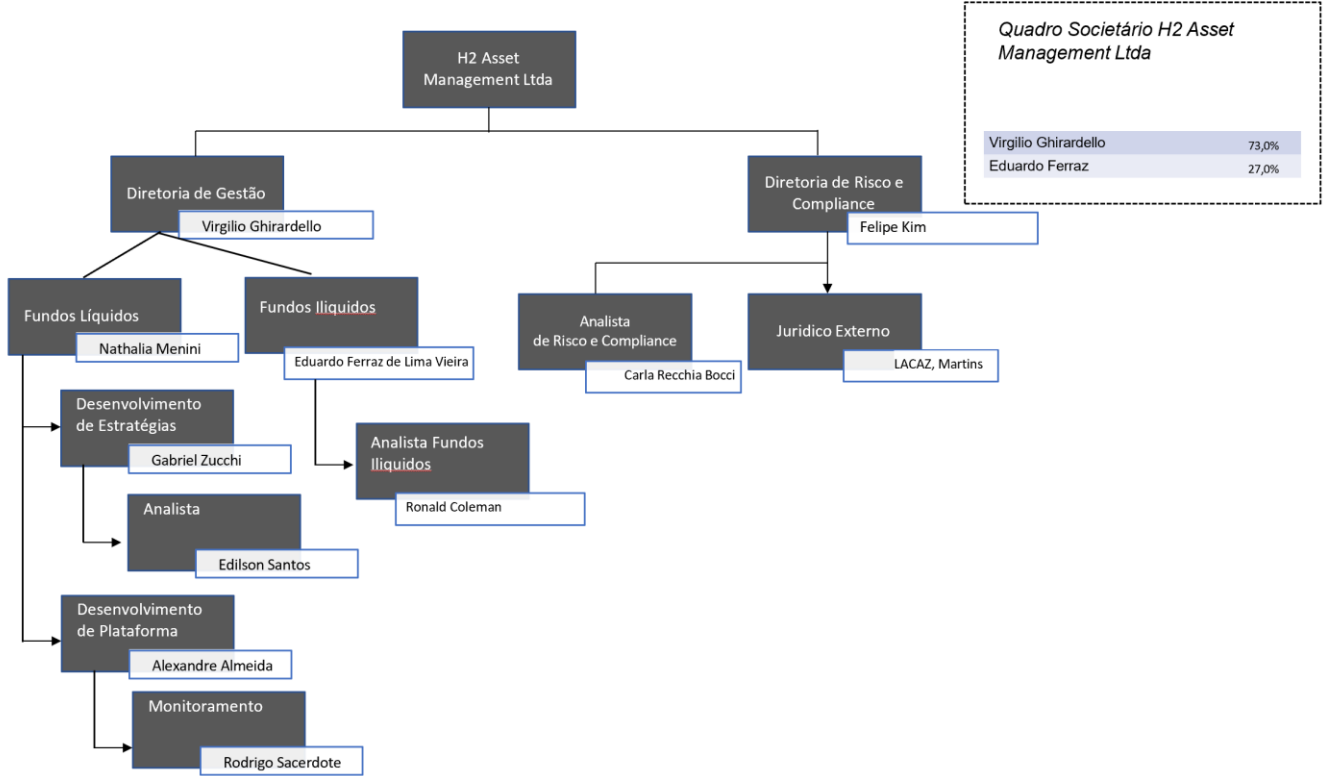 H2 Asset
Management Ltda
Quadro Societário H2 Asset
Management Ltda
Virgilio Ghirardello 73,0%
Eduardo Ferraz 27,0%
Diretoria de Gestão
Virgilio Ghirardello
Diretoria de Risco e
Compliance
Felipe Kim
Fundos Líquidos
Nathalia Menini
Fundos Iliquidos
Eduardo Ferraz de Lima Vieira
Analista
de Risco e Compliance
Carla Recchia Bocci
Juridico Externo
LACAZ, Martins
Desenvolvimento
de Estratégias
Gabriel Zucchi
Analista Fundos
Iliquidos
Ronald Coleman
Analista
Edilson Santos
Desenvolvimento
de Plataforma
Alexandre Almeida
Monitoramento
Rodrigo Sacerdote